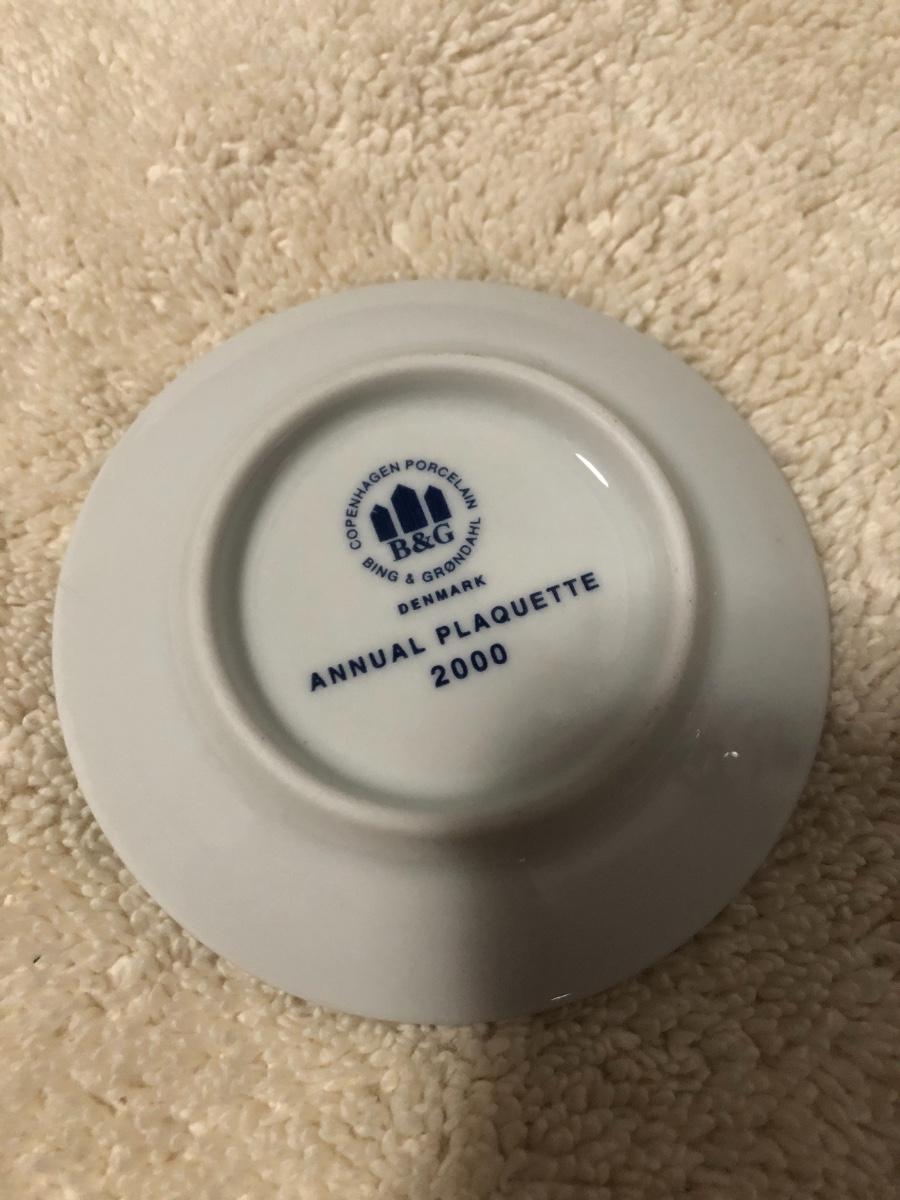 COPENHAGEN PORCELAIN
B&G
BING & GRØNDAHL
DENMARK
ANNUAL PLAQUETTE
2000